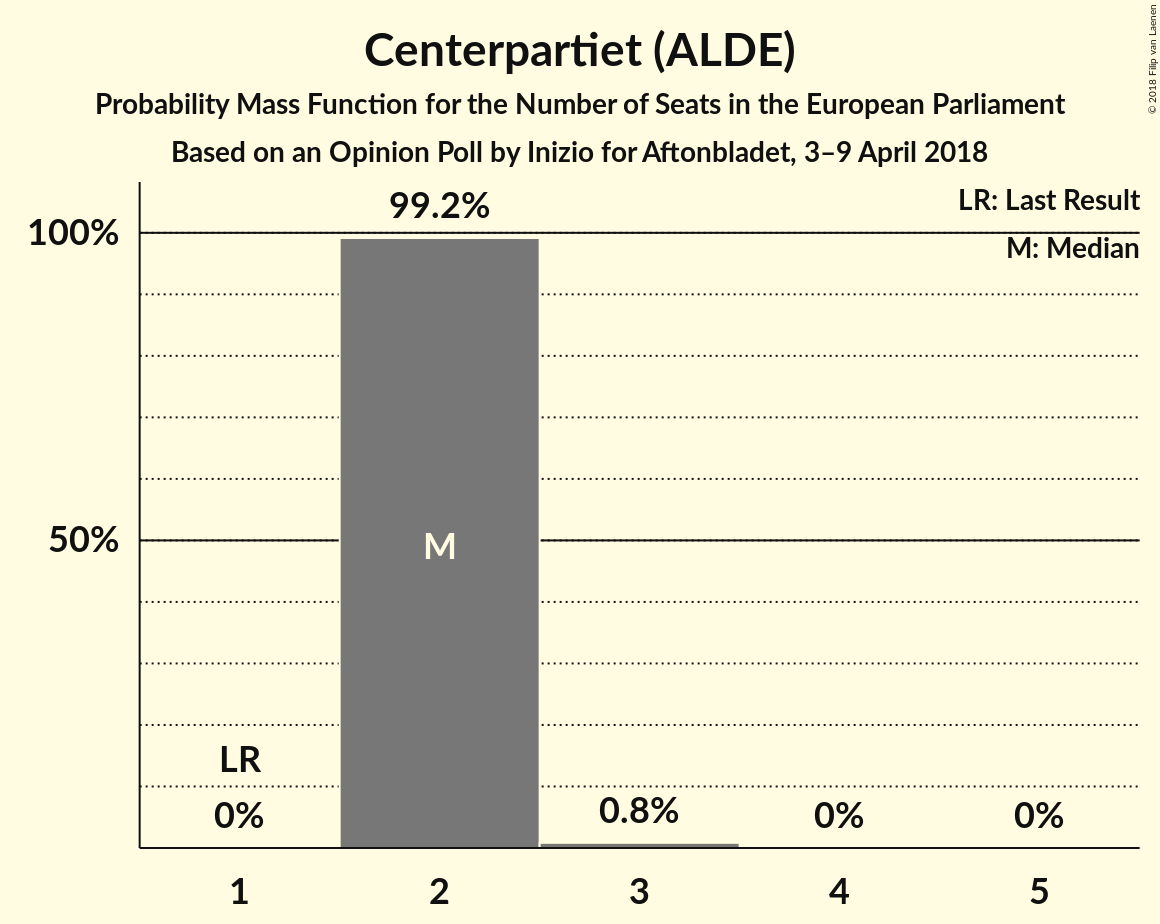 Centerpartiet (ALDE)
Probability Mass Function for the Number of Seats in the European Parliament
Based on an Opinion Poll by Inizio for Aftonbladet, 3–9 April 2018
© 2018 Filip van Laenen
99.2%
LR: Last Result
100%
M: Median
50%
M
LR
0%
0.8%
0%
0%
1 2 3 4 5